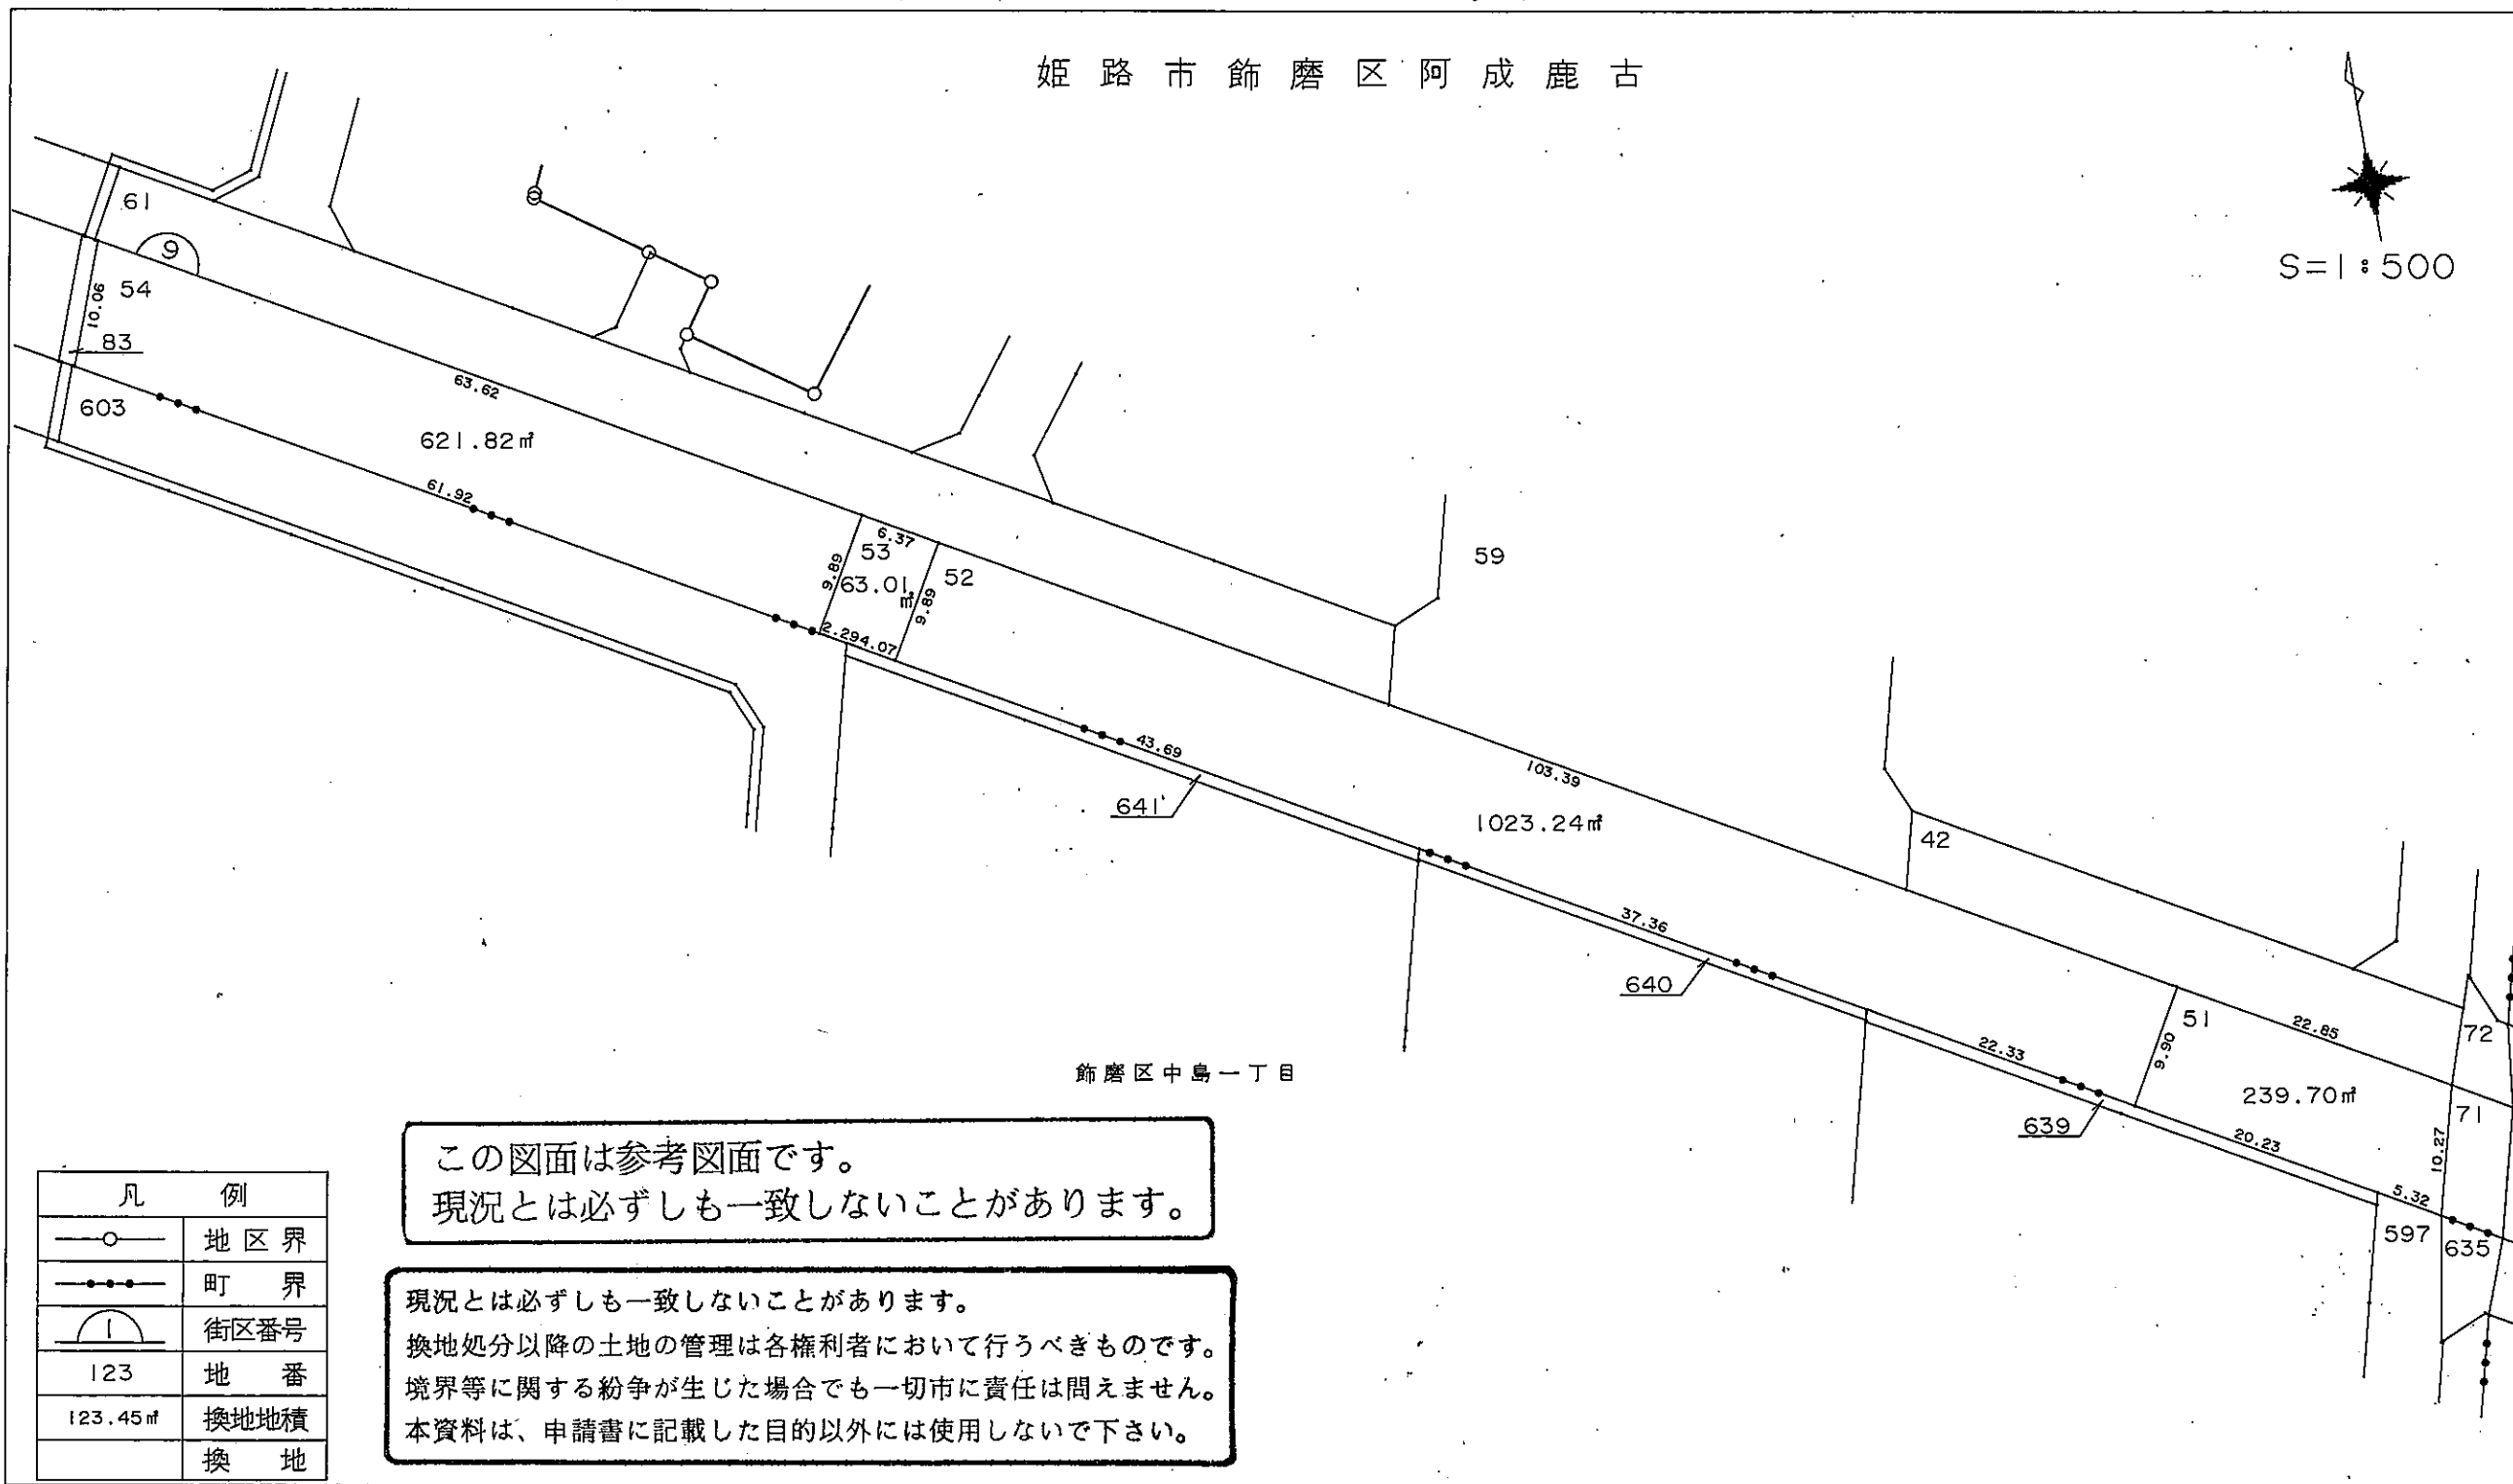 姫路市飾磨区阿成鹿古
S=1:500
61
9
54
10.06
83
603
63.62
621.82㎡
61.92
6.37
53
9.89
63.01
㎡
52
9.89
2.29
4.07
59
43.69
641
103.39
1023.24㎡
42
37.36
640
51
22.85
72
22.33
9.90
239.70㎡
71
639
20.23
10.27
5.32
597
635
飾磨区中島一丁目
この図面は参考図面です。
現況とは必ずしも一致しないことがあります。
現況とは必ずしも一致しないことがあります。
換地処分以降の土地の管理は各権利者において行うべきものです。
境界等に関する紛争が生じた場合でも一切市に責任は問えません。
本資料は、申請書に記載した目的以外には使用しないで下さい。
凡例
地区界
町界
1 街区番号
123 地番
123.45㎡ 換地地積
換地